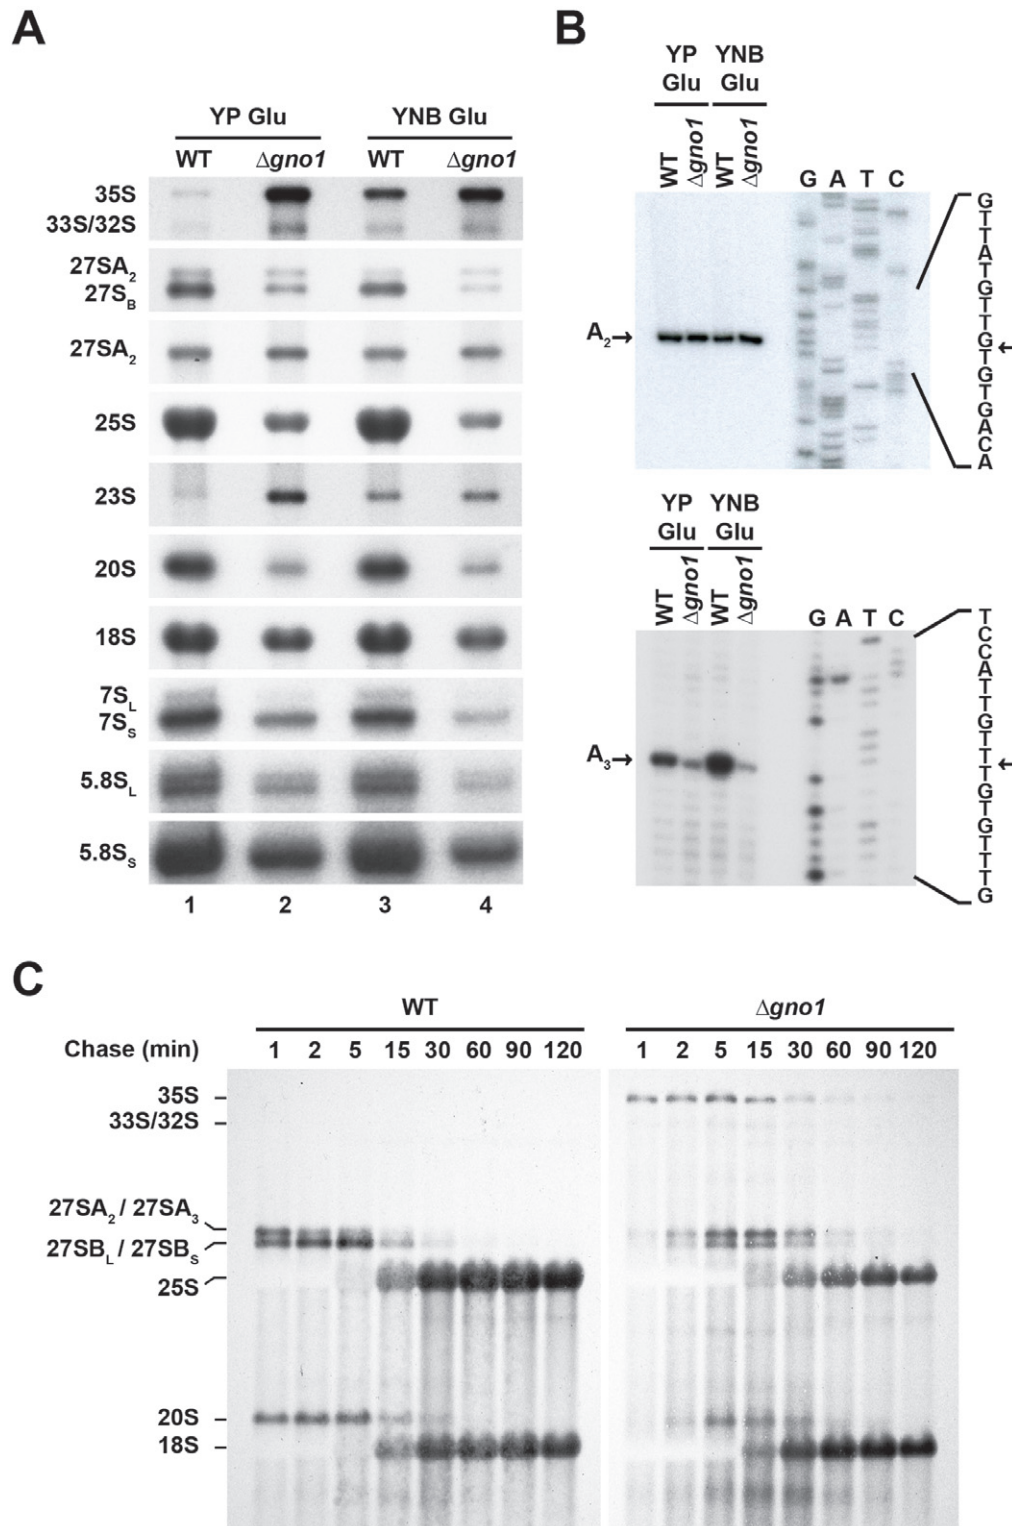 A
YP Glu YNB Glu
WT Δgno1 WT Δgno1
35S
33S/32S
27SA2
27SB
27SA2
25S
23S
20S
18S
7SL
7SS
5.8SL
5.8SS
1 2 3 4
B
YP Glu YNB Glu
WT Δgno1 WT Δgno1
G A T C
A2→
G
T
T
A
T
G
T
T
G ←
T
G
T
G
A
C
A
YP Glu YNB Glu
WT Δgno1 WT Δgno1
G A T C
A3→
T
C
C
A
T
T
G
T
T
T ←
G
T
G
T
T
T
G
C
WT Δgno1
Chase (min) 1 2 5 15 30 60 90 120 1 2 5 15 30 60 90 120
35S
33S/32S
27SA2 / 27SA3
27SBL / 27SBS
25S
20S
18S